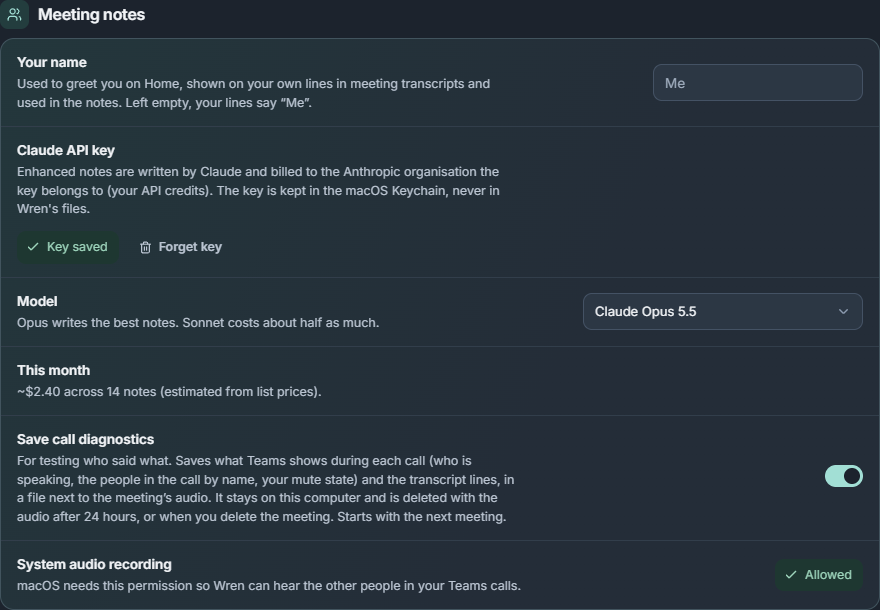 Meeting notes
Your name
Used to greet you on Home, shown on your own lines in meeting transcripts and
used in the notes. Left empty, your lines say “Me”.
Me
Claude API key
Enhanced notes are written by Claude and billed to the Anthropic organisation the
key belongs to (your API credits). The key is kept in the macOS Keychain, never in
Wren's files.
Key saved
Forget key
Model
Opus writes the best notes. Sonnet costs about half as much.
Claude Opus 5.5
This month
~$2.40 across 14 notes (estimated from list prices).
Save call diagnostics
For testing who said what. Saves what Teams shows during each call (who is
speaking, the people in the call by name, your mute state) and the transcript lines, in
a file next to the meeting’s audio. It stays on this computer and is deleted with the
audio after 24 hours, or when you delete the meeting. Starts with the next meeting.
System audio recording
macOS needs this permission so Wren can hear the other people in your Teams calls.
Allowed